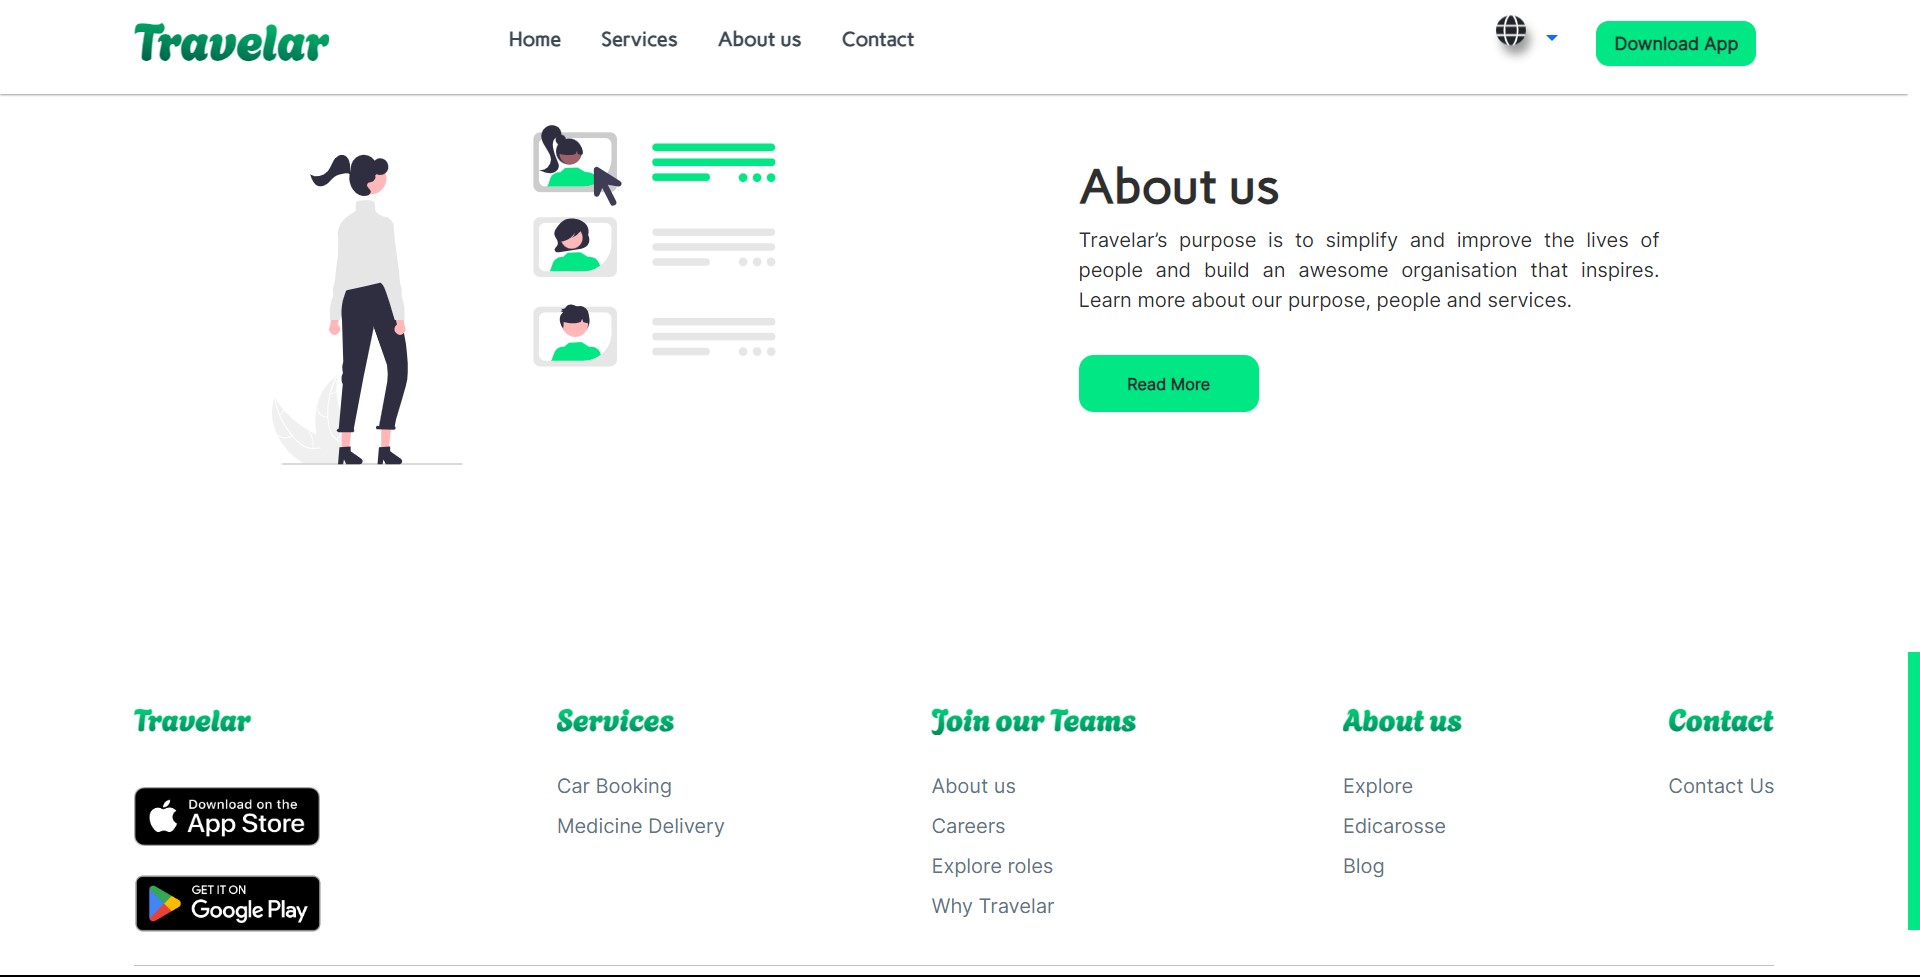 Travelar
Home Services About us Contact
Download App
About us
Travelar’s purpose is to simplify and improve the lives of
people and build an awesome organisation that inspires.
Learn more about our purpose, people and services.
Read More
Travelar
Download on the
App Store
GET IT ON
Google Play
Services
Car Booking
Medicine Delivery
Join our Teams
About us
Careers
Explore roles
Why Travelar
About us
Explore
Edicarosse
Blog
Contact
Contact Us